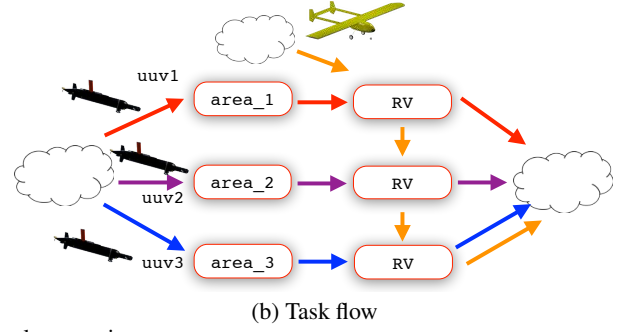 uuv1
area_1
RV
area_2
RV
uuv2
uuv3
area_3
RV
(b) Task flow